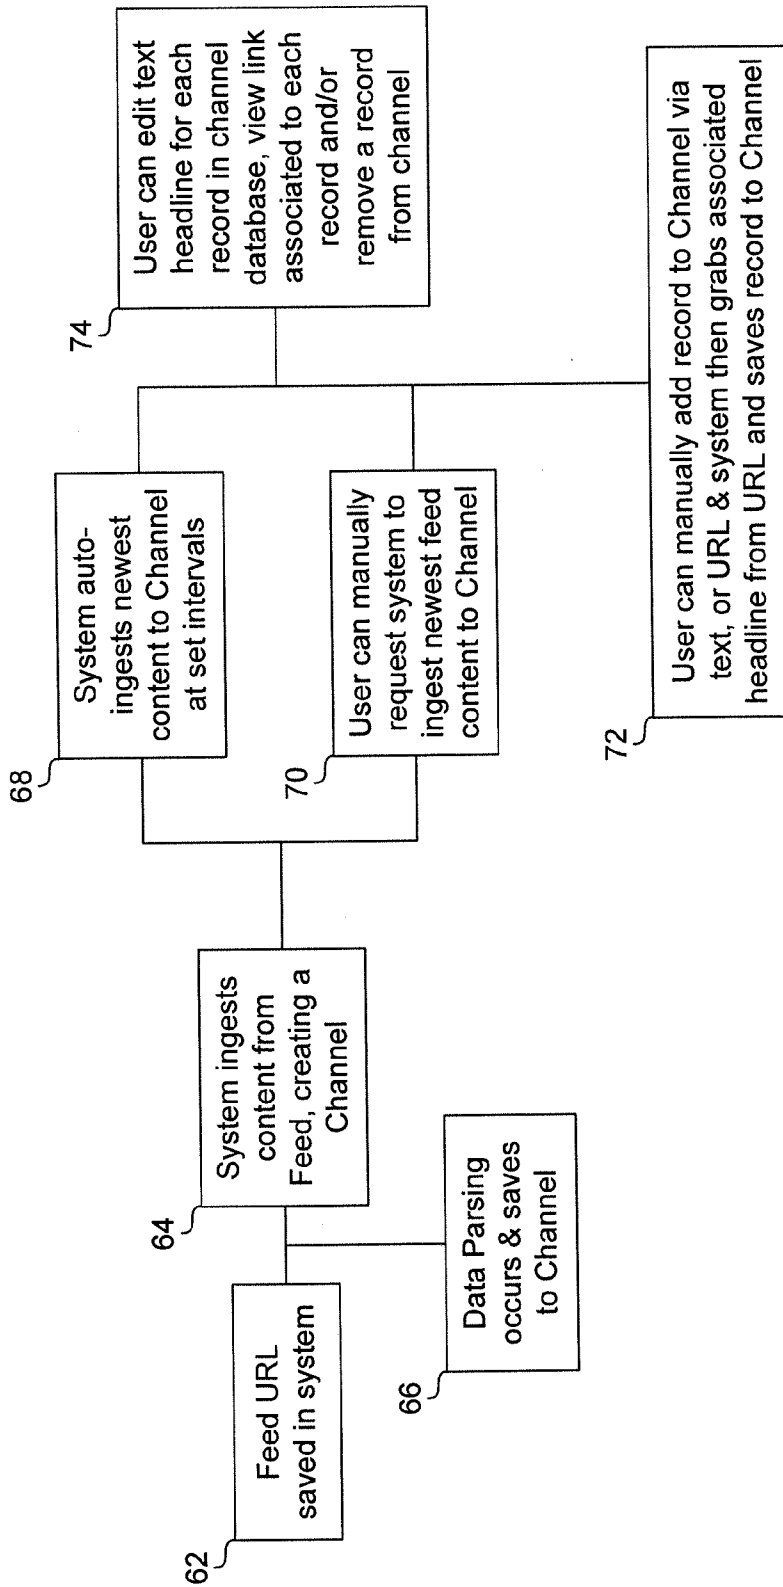 62
Feed URL
saved in system
64
System ingests
content from
Feed, creating a
Channel
66
Data Parsing
occurs & saves
to Channel
68
System auto-
ingests newest
content to Channel
at set intervals
70
User can manually
request system to
ingest newest feed
content to Channel
72
User can manually add record to Channel via
text, or URL & system then grabs associated
headline from URL and saves record to Channel
74
User can edit text
headline for each
record in channel
database, view link
associated to each
record and/or
remove a record
from channel